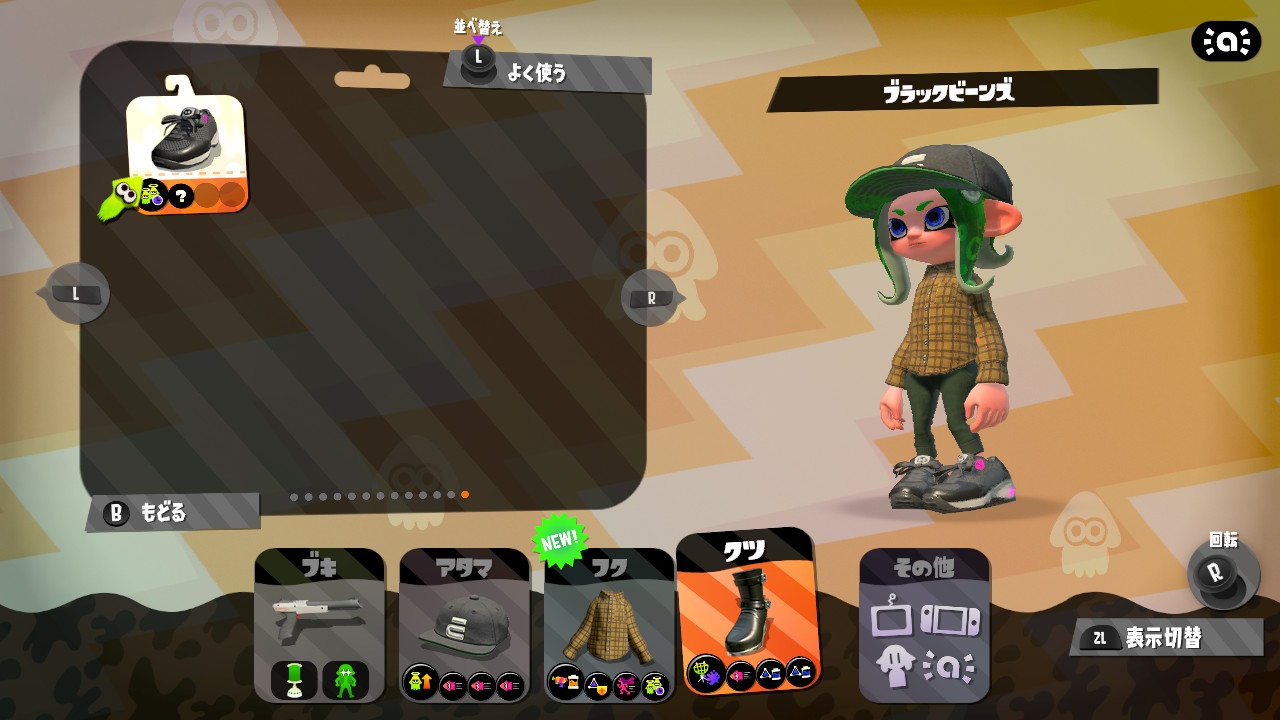 並べ替え
L
よく使う
ブラックビーンズ
?
L
R
B もどる
NEW!
ブキ
アタマ
フク
クツ
その他
回転
R
ZL 表示切替